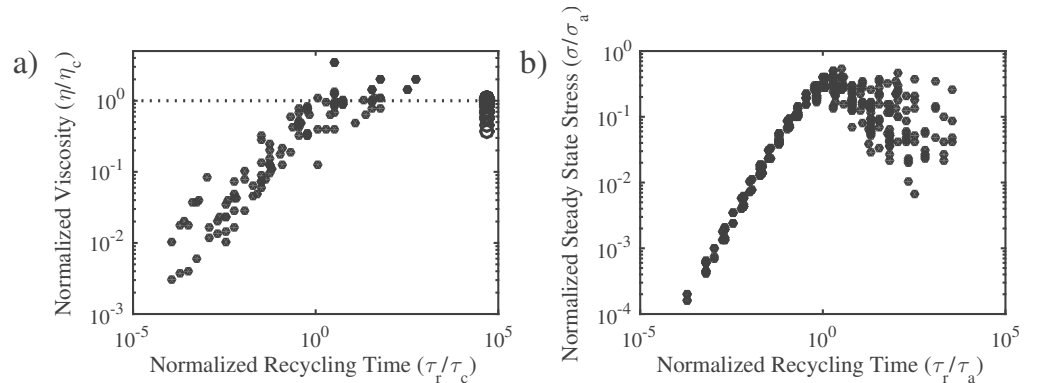 a)
Normalized Viscosity (η/η_c)
10^0
10^-1
10^-2
10^-3
10^-5
10^0
10^5
Normalized Recycling Time (τ_r/τ_c)
b)
Normalized Steady State Stress (σ/σ_a)
10^0
10^-1
10^-2
10^-3
10^-4
10^-5
10^0
10^5
Normalized Recycling Time (τ_r/τ_a)